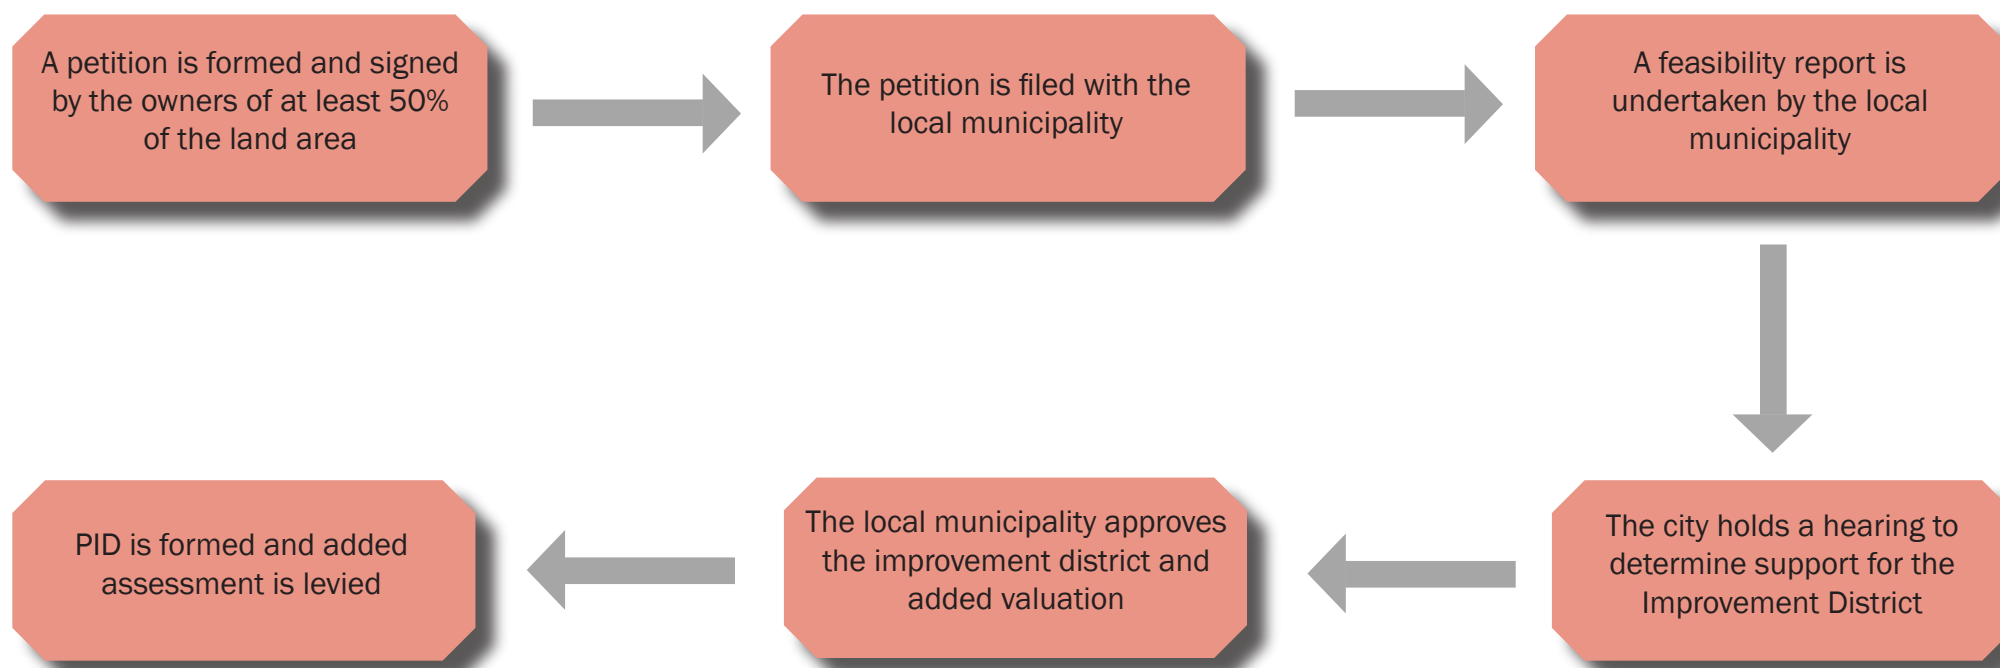 A petition is formed and signed
by the owners of at least 50%
of the land area
The petition is filed with the
local municipality
A feasibility report is
undertaken by the local
municipality
The city holds a hearing to
determine support for the
Improvement District
The local municipality approves
the improvement district and
added valuation
PID is formed and added
assessment is levied